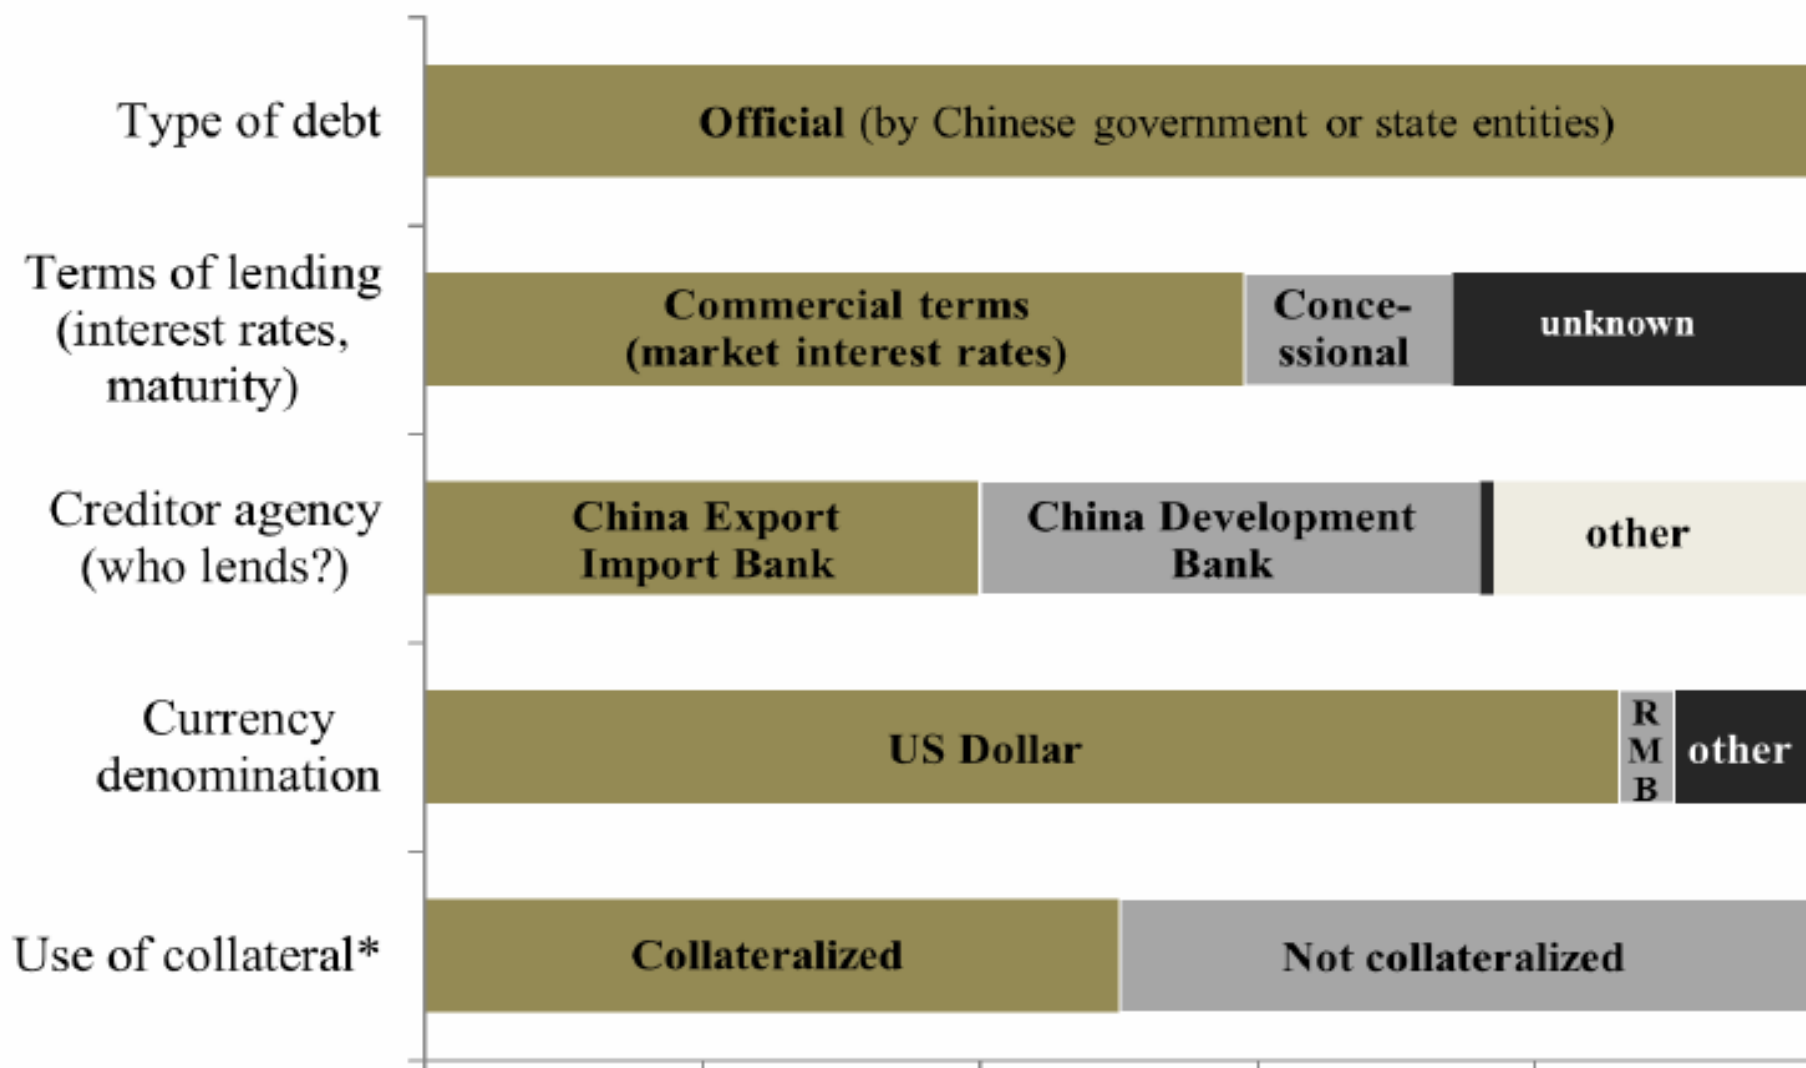 Type of debt
Official (by Chinese government or state entities)
Terms of lending
(interest rates,
maturity)
Commercial terms
(market interest rates)
Conce-
ssional
unknown
Creditor agency
(who lends?)
China Export
Import Bank
China Development
Bank
other
Currency
denomination
US Dollar
R
M
B
other
Use of collateral*
Collateralized
Not collateralized